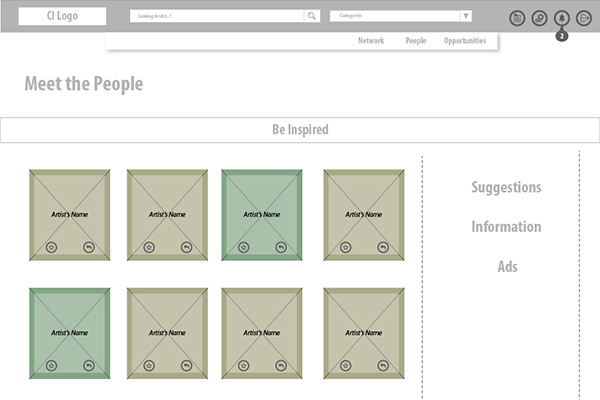 CI Logo
Looking for Art..?
Categories
2
Network People Opportunities
Meet the People
Be Inspired
Artist's Name Artist's Name Artist's Name Artist's Name
Suggestions
Information
Ads
Artist's Name Artist's Name Artist's Name Artist's Name